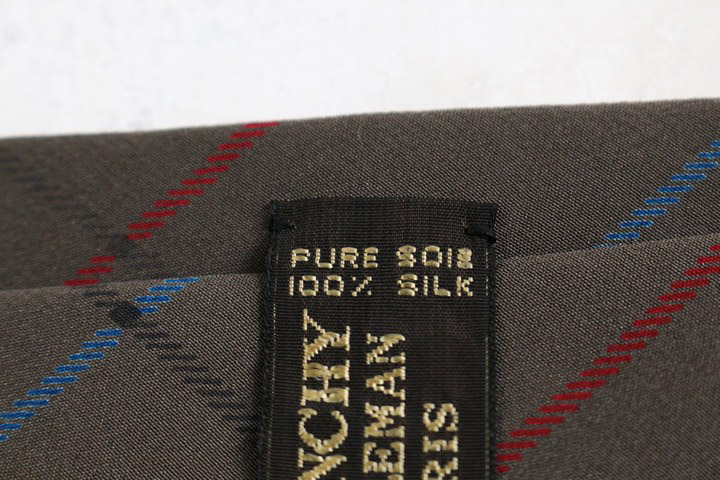 PURE SOIE
100% SILK
NCHY
LEMAN
RIS